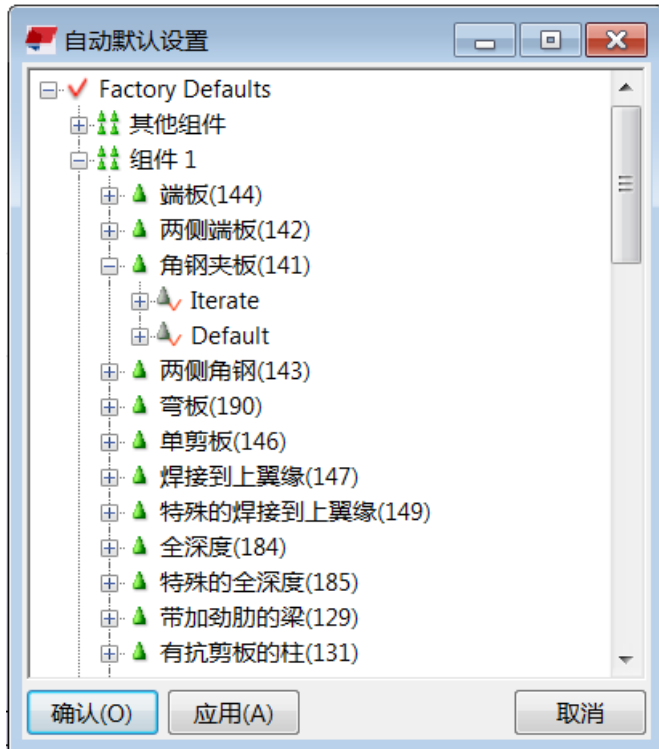 自动默认设置
Factory Defaults
其他组件
组件 1
端板(144)
两侧端板(142)
角钢夹板(141)
Iterate
Default
两侧角钢(143)
弯板(190)
单剪板(146)
焊接到上翼缘(147)
特殊的焊接到上翼缘(149)
全深度(184)
特殊的全深度(185)
带加劲肋的梁(129)
有抗剪板的柱(131)
确认(O) 应用(A) 取消